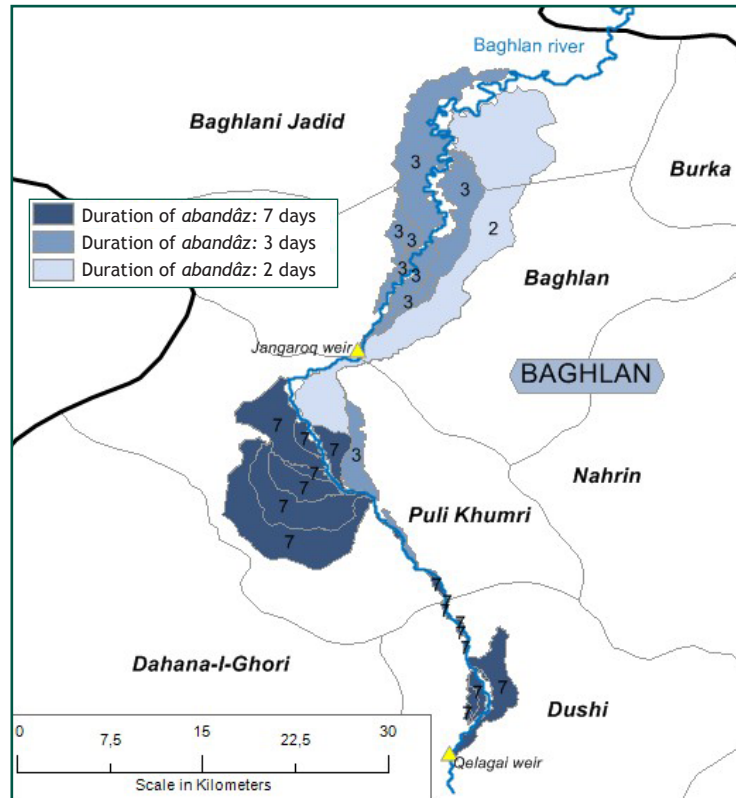 Baghlan river
Baghlani Jadid
Burka
3
3
Duration of abandâz: 7 days
Duration of abandâz: 3 days
Duration of abandâz: 2 days
2
3
3
3
3
3
Baghlan
Jangaroq weir
BAGHLAN
7
7
7
3
7
7
7
7
Nahrin
Puli Khumri
7
7
7
7
7
7
Dahana-I-Ghori
7
7
7
Dushi
Qelagai weir
0 15 30
7,5 22,5
Scale in Kilometers